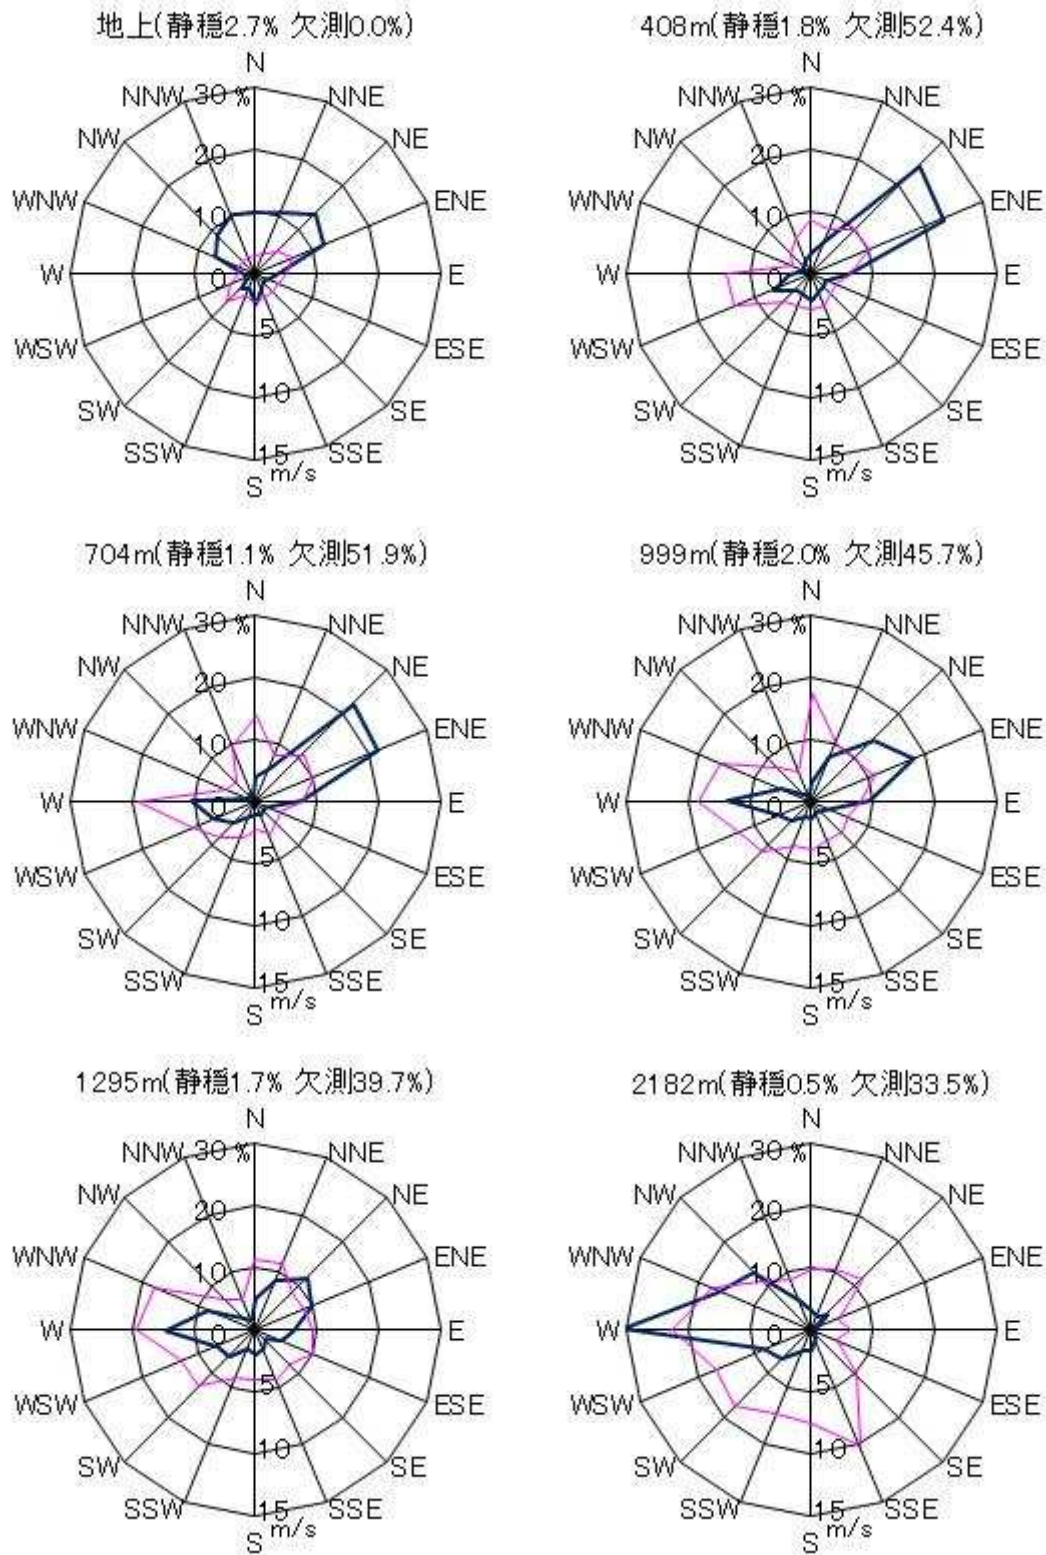 地上(静穏2.7% 欠測0.0%)
N
NNW 30 % NNE
NW 20 NE
WNW 10 ENE
W 0 E
WSW 5 ESE
SW 10 SE
SSW 15 m/s SSE
S
408m(静穏1.8% 欠測52.4%)
N
NNW 30 % NNE
NW 20 NE
WNW 10 ENE
W 0 E
WSW 5 ESE
SW 10 SE
SSW 15 m/s SSE
S
704m(静穏1.1% 欠測51.9%)
N
NNW 30 % NNE
NW 20 NE
WNW 10 ENE
W 0 E
WSW 5 ESE
SW 10 SE
SSW 15 m/s SSE
S
999m(静穏2.0% 欠測45.7%)
N
NNW 30 % NNE
NW 20 NE
WNW 10 ENE
W 0 E
WSW 5 ESE
SW 10 SE
SSW 15 m/s SSE
S
1295m(静穏1.7% 欠測39.7%)
N
NNW 30 % NNE
NW 20 NE
WNW 10 ENE
W 0 E
WSW 5 ESE
SW 10 SE
SSW 15 m/s SSE
S
2182m(静穏0.5% 欠測33.5%)
N
NNW 30 % NNE
NW 20 NE
WNW 10 ENE
W 0 E
WSW 5 ESE
SW 10 SE
SSW 15 m/s SSE
S